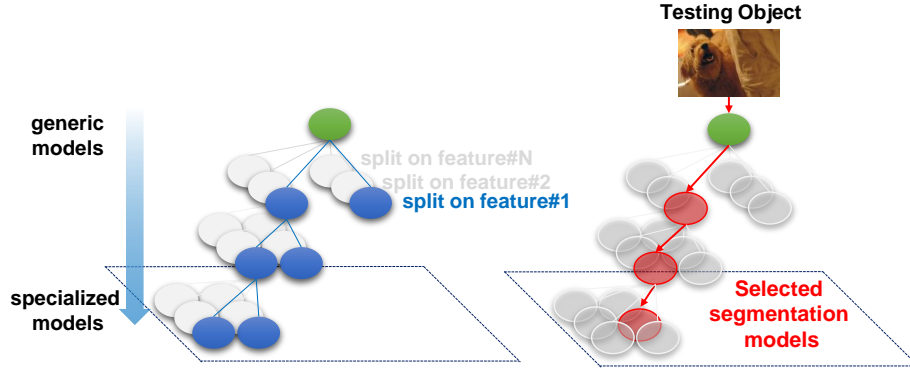 Testing Object
generic
models
split on feature#N
split on feature#2
split on feature#1
specialized
models
Selected
segmentation
models